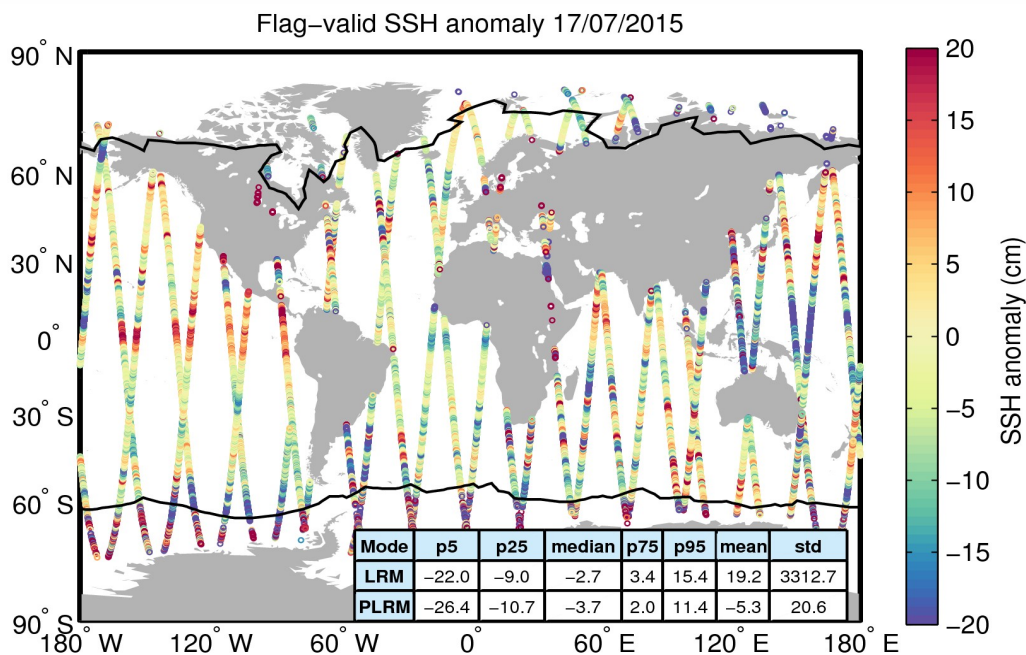 Flag−valid SSH anomaly 17/07/2015
90° N
60° N
30° N
0°
30° S
60° S
90° S
180° W
120° W
60° W
0°
60° E
120° E
180° E
Mode p5 p25 median p75 p95 mean std
LRM −22.0 −9.0 −2.7 3.4 15.4 19.2 3312.7
PLRM −26.4 −10.7 −3.7 2.0 11.4 −5.3 20.6
20
15
10
5
0
−5
−10
−15
−20
SSH anomaly (cm)